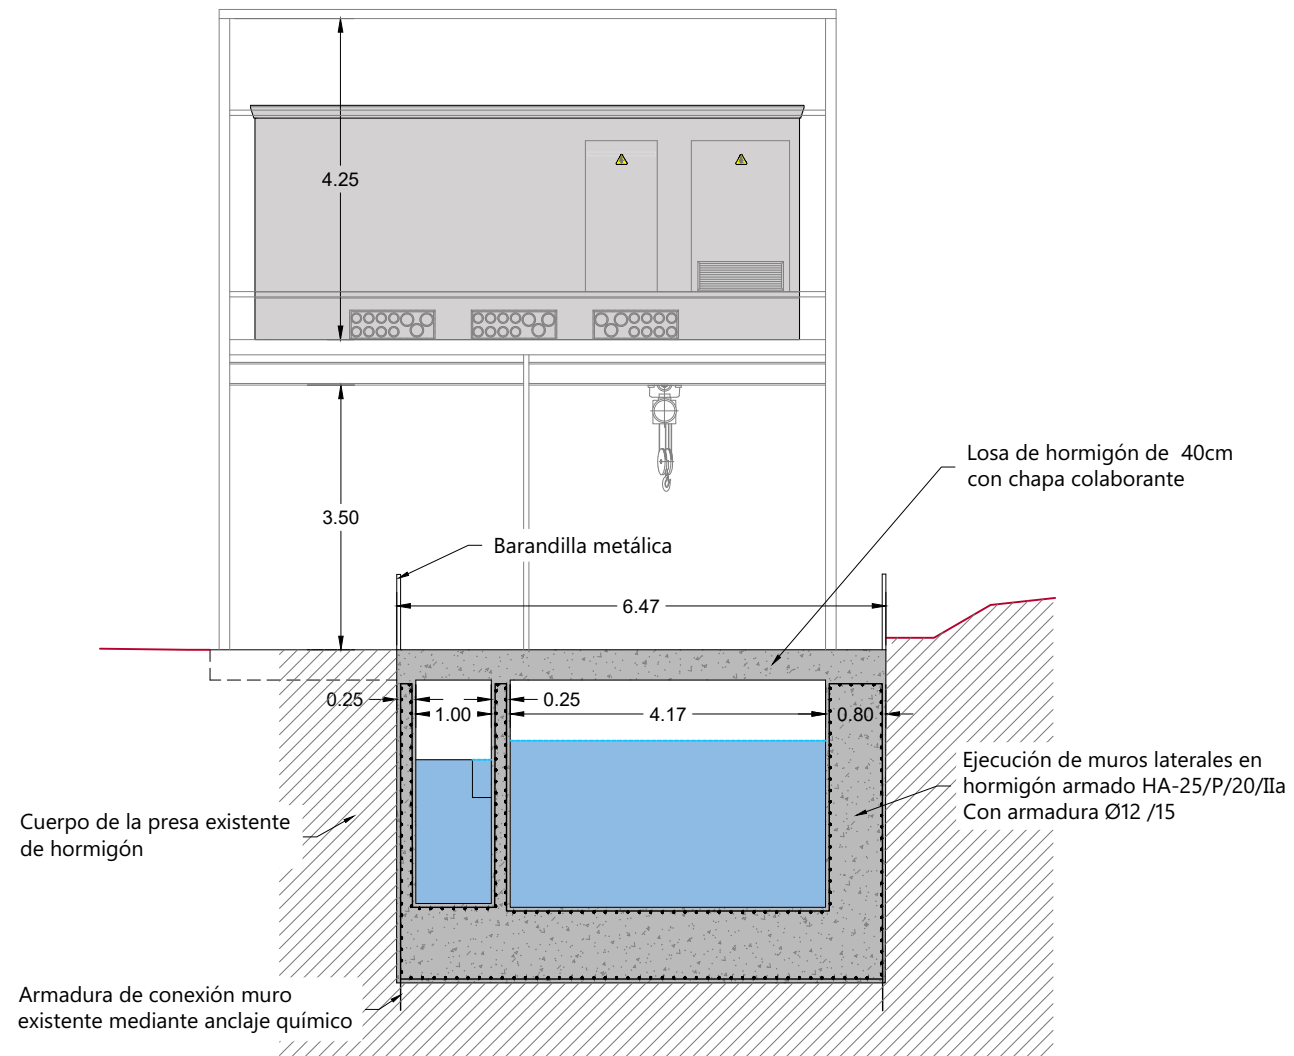 4.25
Losa de hormigón de 40cm
con chapa colaborante
3.50
Barandilla metálica
6.47
0.25
1.00
0.25
4.17
0.80
Ejecución de muros laterales en
hormigón armado HA-25/P/20/IIa
Con armadura Ø12 /15
Cuerpo de la presa existente
de hormigón
Armadura de conexión muro
existente mediante anclaje químico